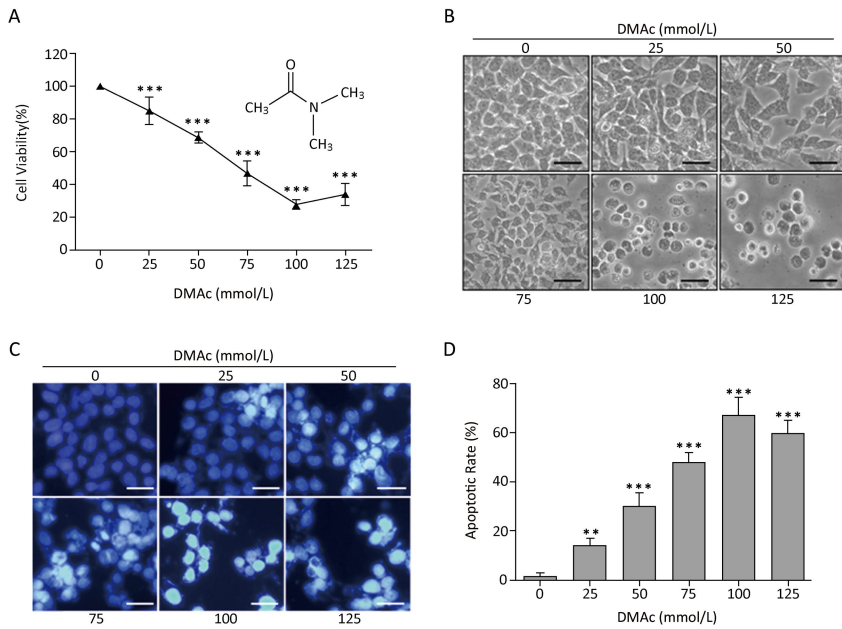 A
120
100
80
60
40
20
0
Cell Viability(%)
***
***
***
***
***
O
CH₃
N
CH₃
CH₃
0 25 50 75 100 125
DMAc (mmol/L)
B
DMAc (mmol/L)
0 25 50
75 100 125
C
DMAc (mmol/L)
0 25 50
75 100 125
D
80
60
40
20
0
Apoptotic Rate (%)
**
***
***
***
***
0 25 50 75 100 125
DMAc (mmol/L)